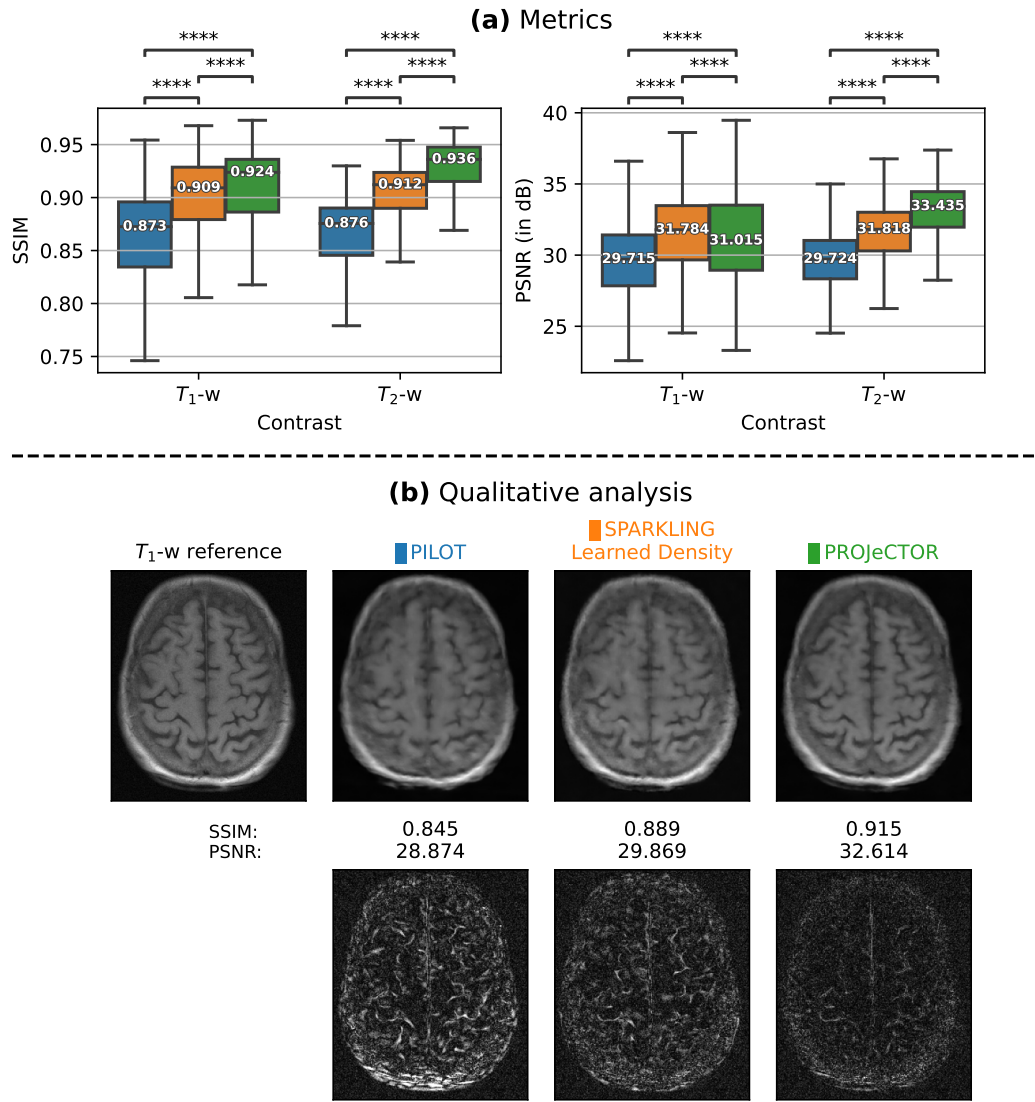 (a) Metrics
**** ****
**** ****
**** ****
0.95
0.90
0.85
0.80
0.75
SSIM
0.873
0.909
0.924
0.876
0.912
0.936
T1-w T2-w
Contrast
**** ****
**** ****
**** ****
40
35
30
25
PSNR (in dB)
29.715
31.784
31.015
29.724
31.818
33.435
T1-w T2-w
Contrast
(b) Qualitative analysis
T1-w reference
PILOT
SPARKLING
Learned Density
PROJeCTOR
SSIM: 0.845 0.889 0.915
PSNR: 28.874 29.869 32.614